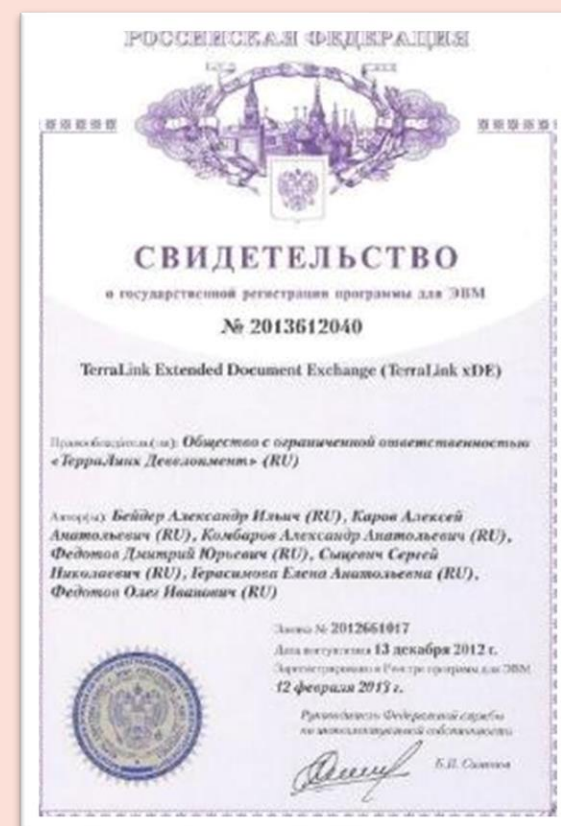 РОССИЙСКАЯ ФЕДЕРАЦИЯ
СВИДЕТЕЛЬСТВО
о государственной регистрации программы для ЭВМ
№ 2013612040
TerraLink Extended Document Exchange (TerraLink xDE)
Правообладатель(ли): Общество с ограниченной ответственностью
«ТерраЛинк Девелопмент» (RU)
Автор(ы): Бейдер Александр Ильич (RU), Каров Алексей
Анатольевич (RU), Комбаров Александр Анатольевич (RU),
Федотов Дмитрий Юрьевич (RU), Сыцевич Сергей
Николаевич (RU), Герасимова Елена Анатольевна (RU),
Федотов Олег Иванович (RU)
Заявка № 2012661017
Дата поступления 13 декабря 2012 г.
Зарегистрировано в Реестре программ для ЭВМ
12 февраля 2013 г.
Руководитель Федеральной службы
по интеллектуальной собственности
Б.П. Симонов